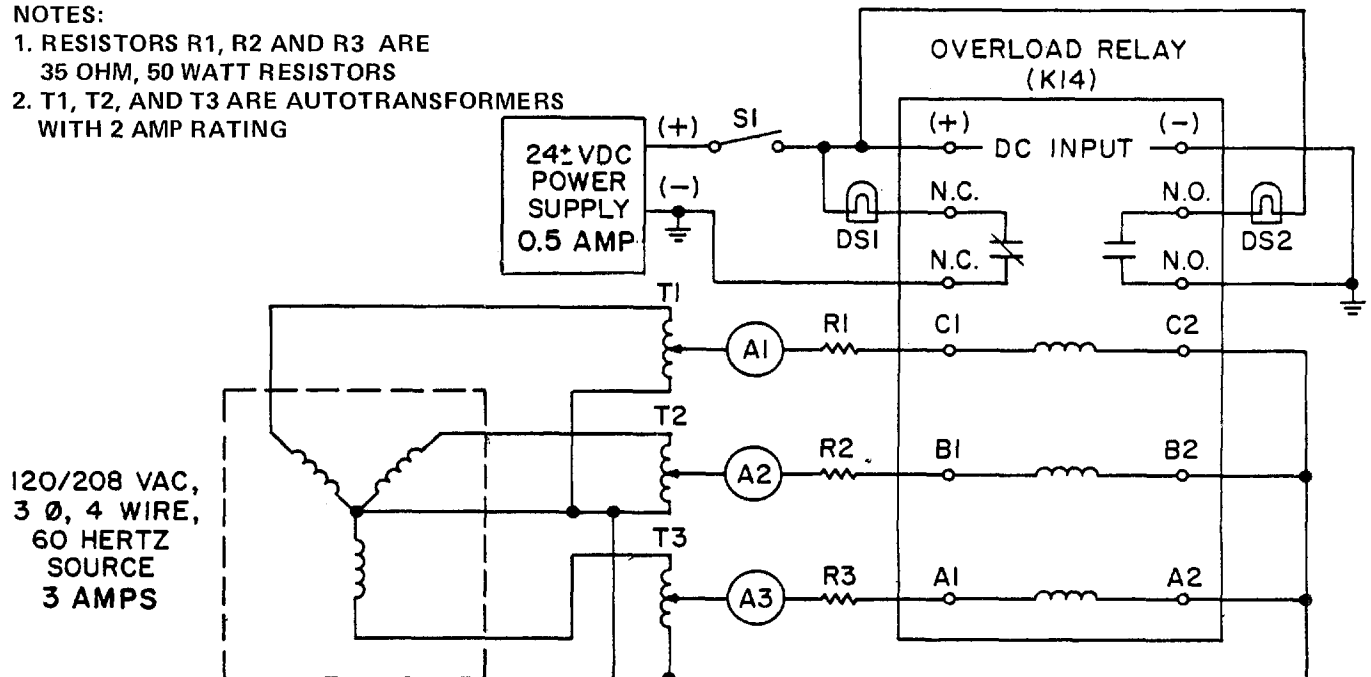 NOTES:
1. RESISTORS R1, R2 AND R3 ARE
35 OHM, 50 WATT RESISTORS
2. T1, T2, AND T3 ARE AUTOTRANSFORMERS
WITH 2 AMP RATING
OVERLOAD RELAY
(K14)
24± VDC
POWER
SUPPLY
0.5 AMP
(+)
(-)
S1
(+)
DC INPUT
(-)
N.C.
N.O.
DS1
DS2
N.C.
N.O.
T1
A1
R1
C1
C2
T2
A2
R2
B1
B2
T3
A3
R3
A1
A2
120/208 VAC,
3 Ø, 4 WIRE,
60 HERTZ
SOURCE
3 AMPS